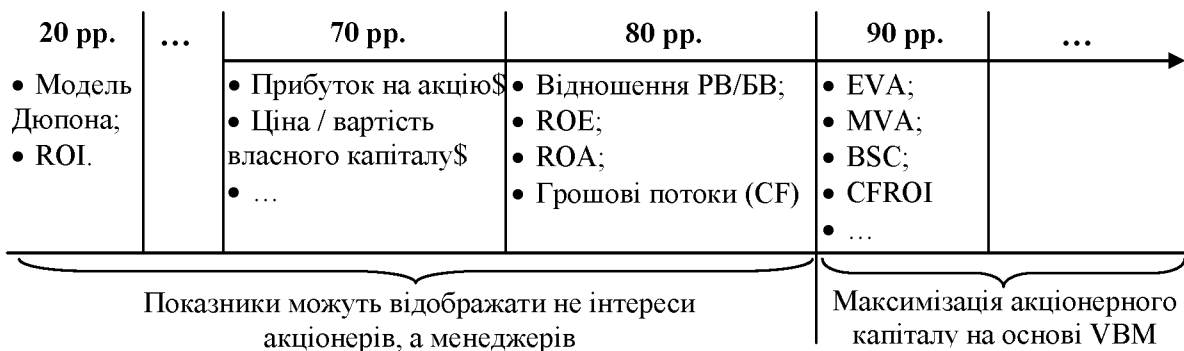 20 рр.
…
70 рр.
80 рр.
90 рр.
…
• Модель
Дюпона;
• ROI.
• Прибуток на акцію$
• Ціна / вартість
власного капіталу$
• …
• Відношення РВ/БВ;
• ROE;
• ROA;
• Грошові потоки (CF)
• EVA;
• MVA;
• BSC;
• CFROI
• …
Показники можуть відображати не інтереси
акціонерів, а менеджерів
Максимізація акціонерного
капіталу на основі VBM